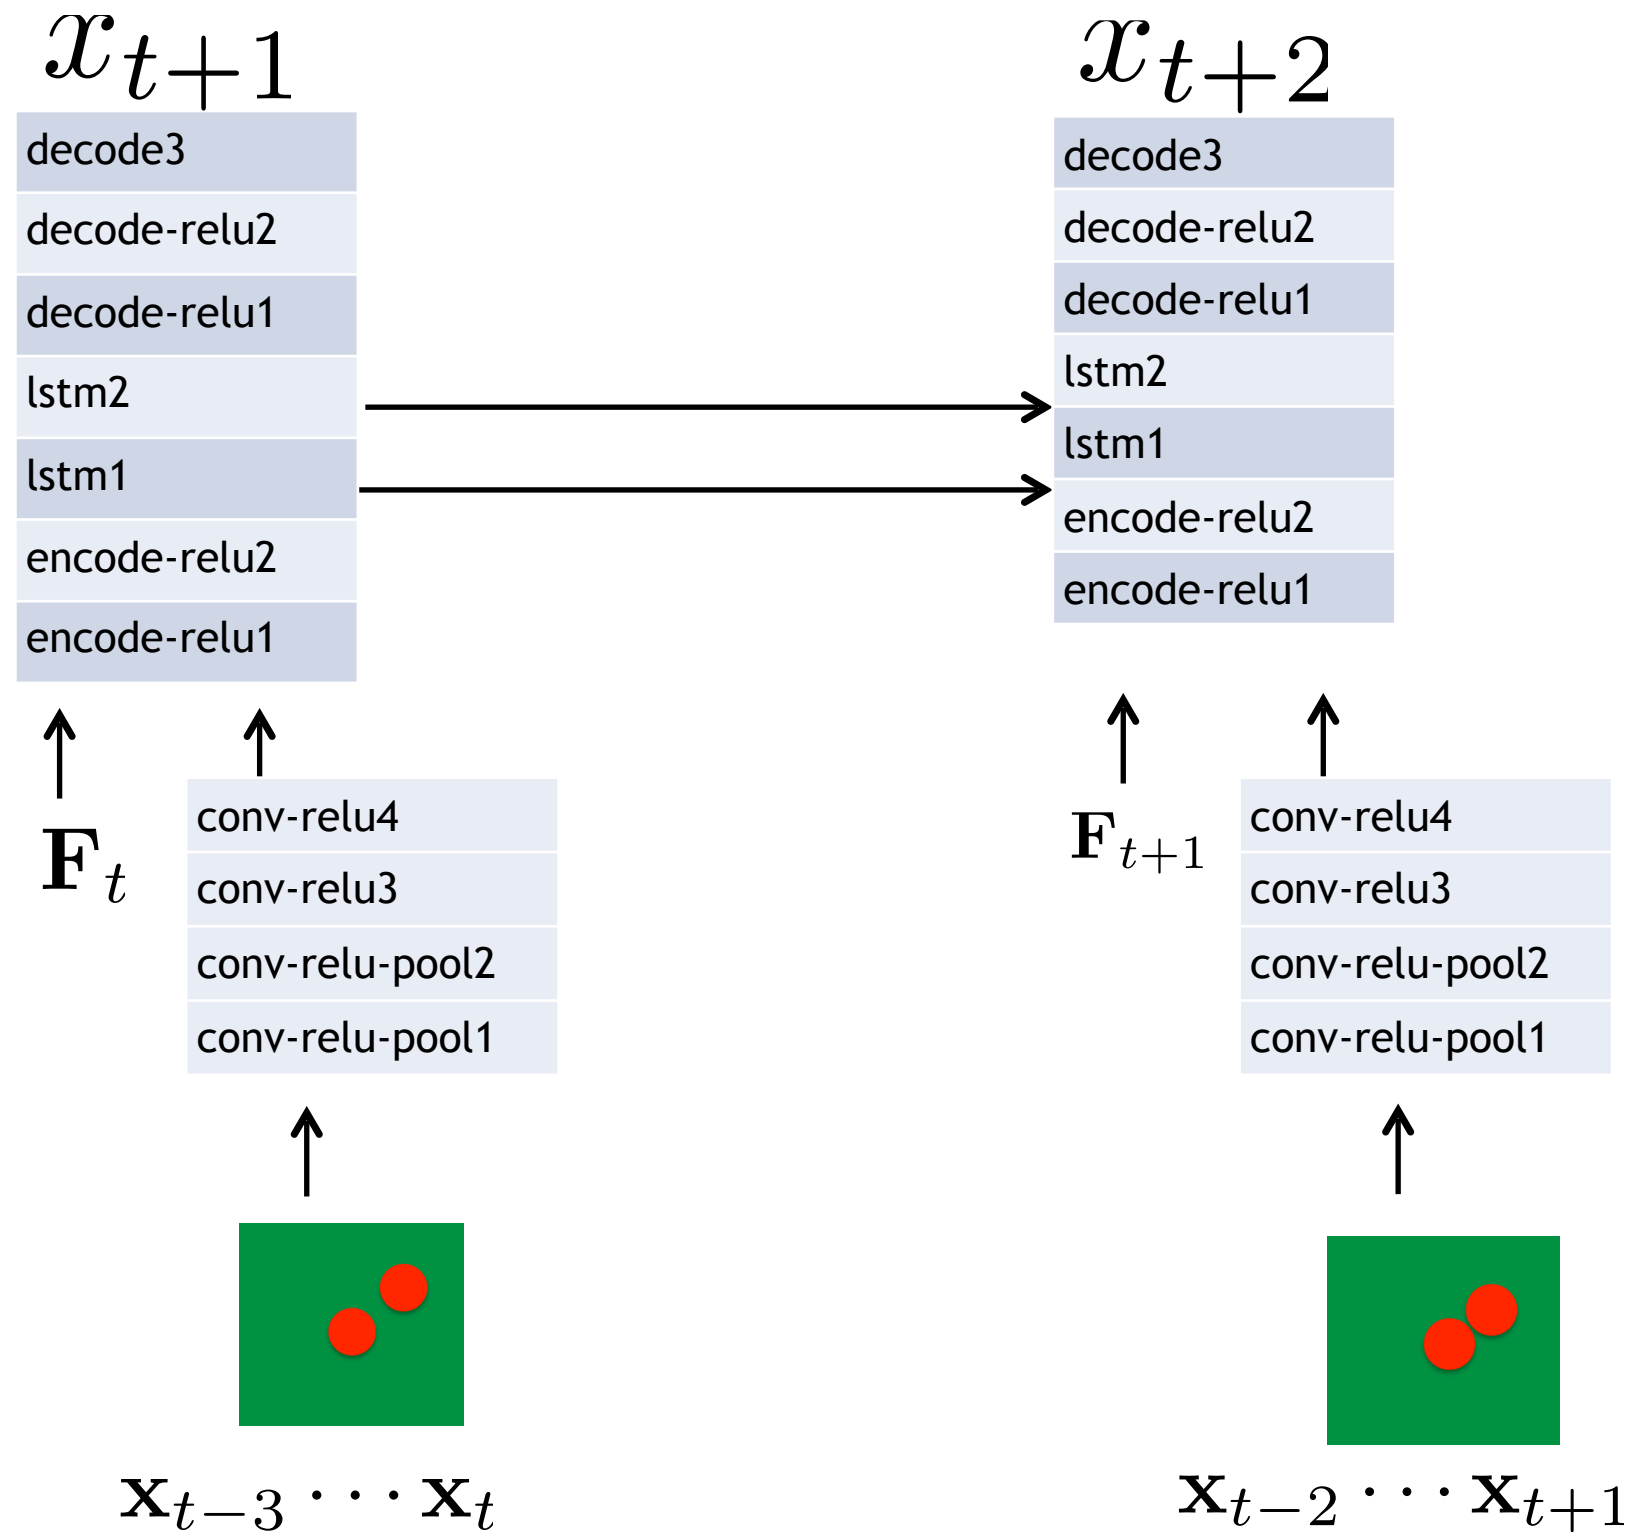 x_{t+1}
decode3
decode-relu2
decode-relu1
lstm2
lstm1
encode-relu2
encode-relu1
F_t
conv-relu4
conv-relu3
conv-relu-pool2
conv-relu-pool1
x_{t-3} ··· x_t
x_{t+2}
decode3
decode-relu2
decode-relu1
lstm2
lstm1
encode-relu2
encode-relu1
F_{t+1}
conv-relu4
conv-relu3
conv-relu-pool2
conv-relu-pool1
x_{t-2} ··· x_{t+1}